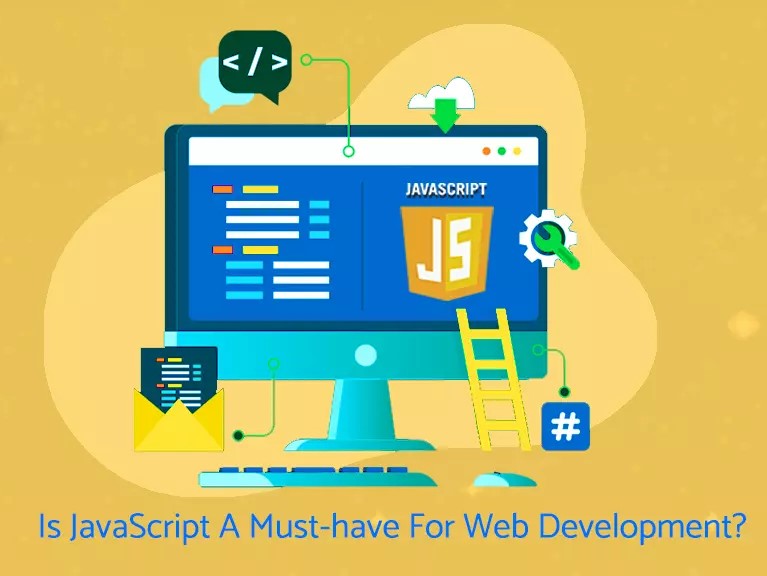 </>
JAVASCRIPT
JS
#
Is JavaScript A Must-have For Web Development?